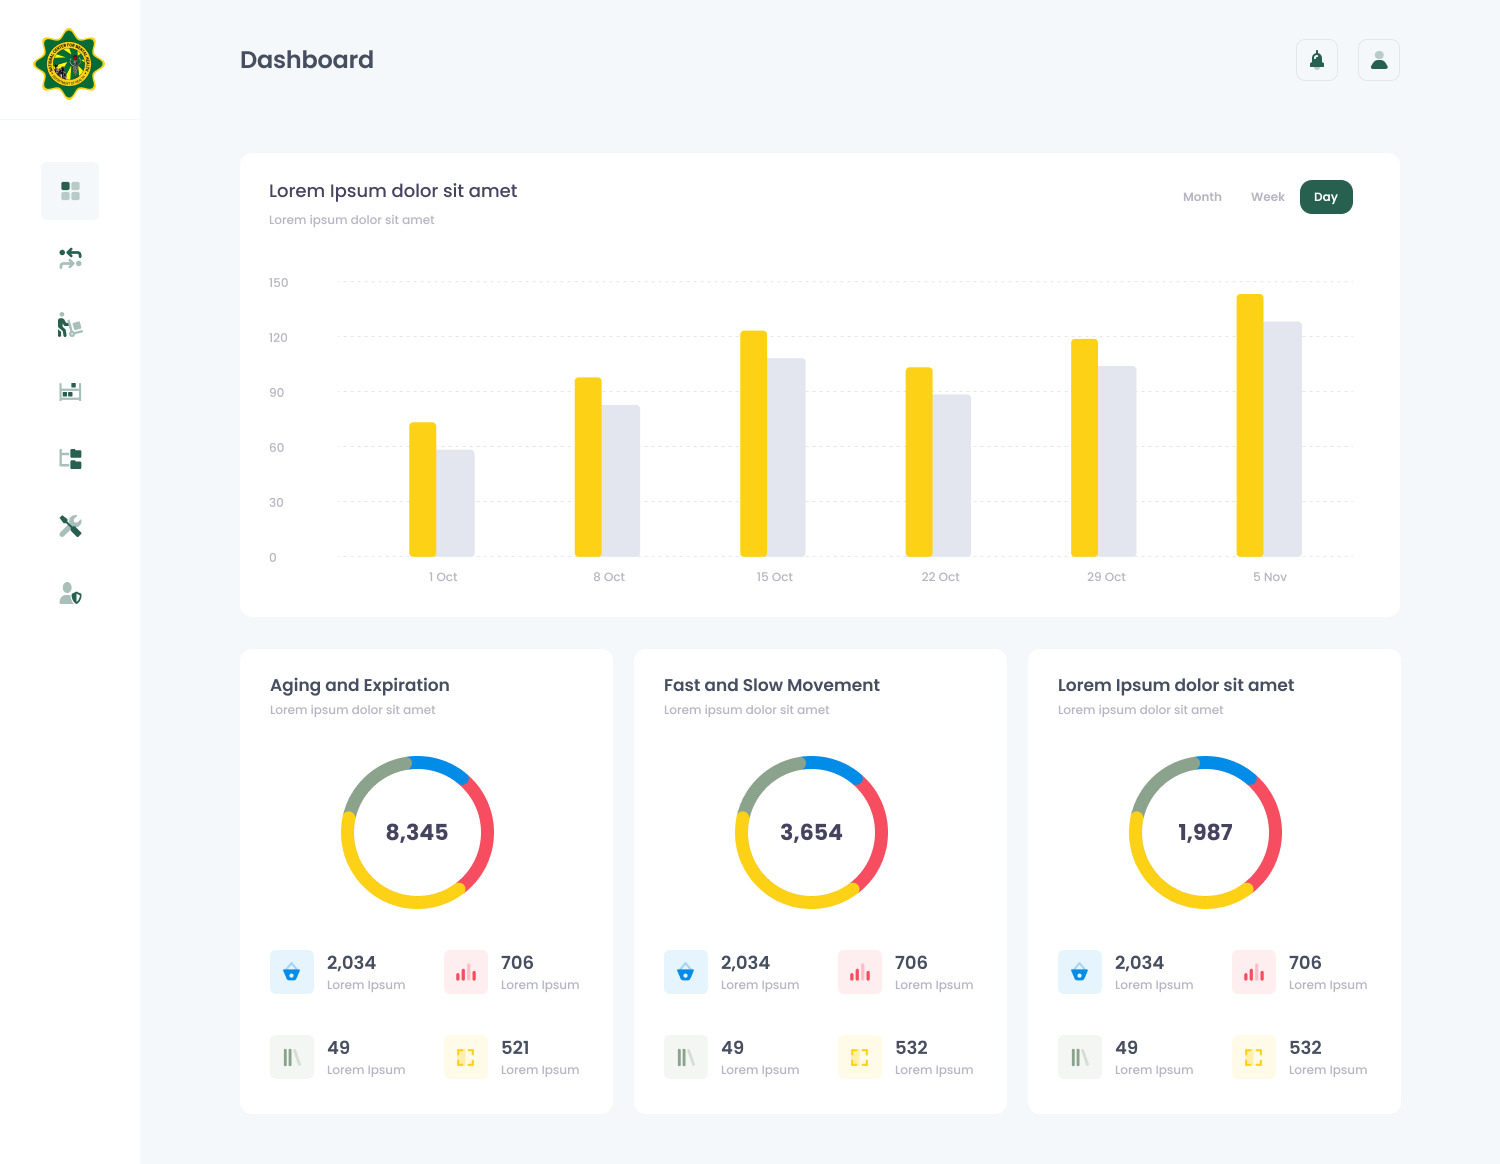 Dashboard
Lorem Ipsum dolor sit amet
Lorem ipsum dolor sit amet
Month Week Day
150
120
90
60
30
0
1 Oct 8 Oct 15 Oct 22 Oct 29 Oct 5 Nov
Aging and Expiration
Lorem ipsum dolor sit amet
8,345
2,034
Lorem Ipsum
706
Lorem Ipsum
49
Lorem Ipsum
521
Lorem Ipsum
Fast and Slow Movement
Lorem ipsum dolor sit amet
3,654
2,034
Lorem Ipsum
706
Lorem Ipsum
49
Lorem Ipsum
532
Lorem Ipsum
Lorem Ipsum dolor sit amet
Lorem ipsum dolor sit amet
1,987
2,034
Lorem Ipsum
706
Lorem Ipsum
49
Lorem Ipsum
532
Lorem Ipsum